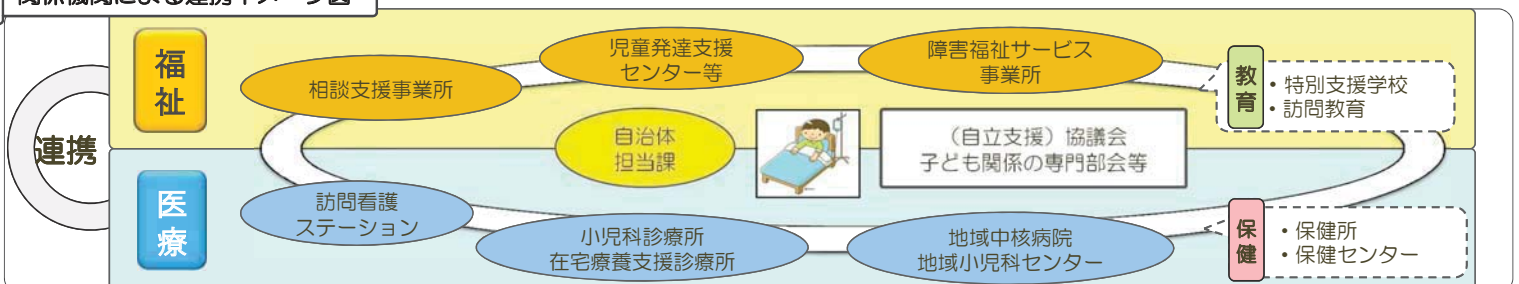 関係機関による連携イメージ図
連携
福祉
相談支援事業所
児童発達支援
センター等
障害福祉サービス
事業所
教育
・特別支援学校
・訪問教育
自治体
担当課
（自立支援）協議会
子ども関係の専門部会等
医療
訪問看護
ステーション
小児科診療所
在宅療養支援診療所
地域中核病院
地域小児科センター
保健
・保健所
・保健センター